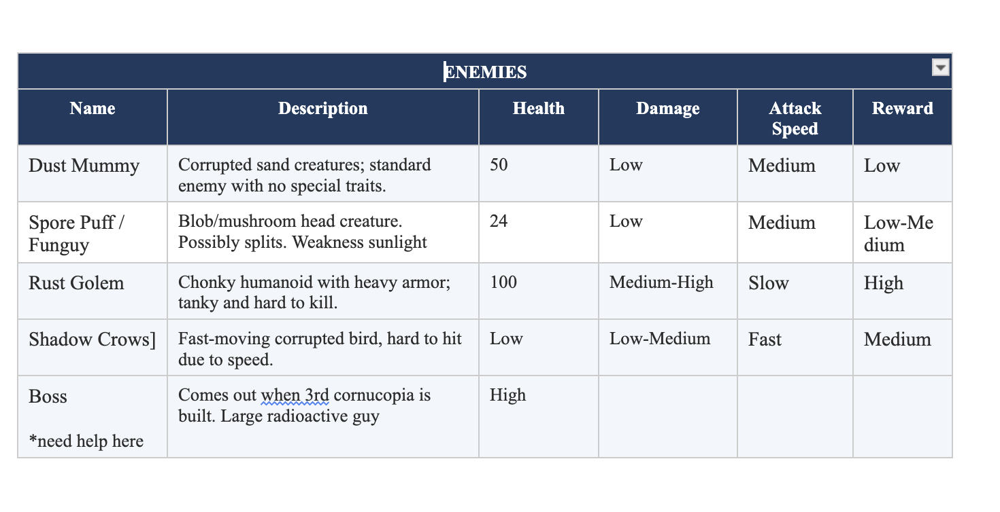 ENEMIES
Name Description Health Damage Attack Speed Reward
Dust Mummy Corrupted sand creatures; standard 50 Low Medium Low
enemy with no special traits.
Spore Puff / Blob/mushroom head creature. 24 Low Medium Low-Me
Funguy Possibly splits. Weakness sunlight dium
Rust Golem Chonky humanoid with heavy armor; 100 Medium-High Slow High
tanky and hard to kill.
Shadow Crows] Fast-moving corrupted bird, hard to hit Low Low-Medium Fast Medium
due to speed.
Boss Comes out when 3rd cornucopia is High
built. Large radioactive guy
*need help here